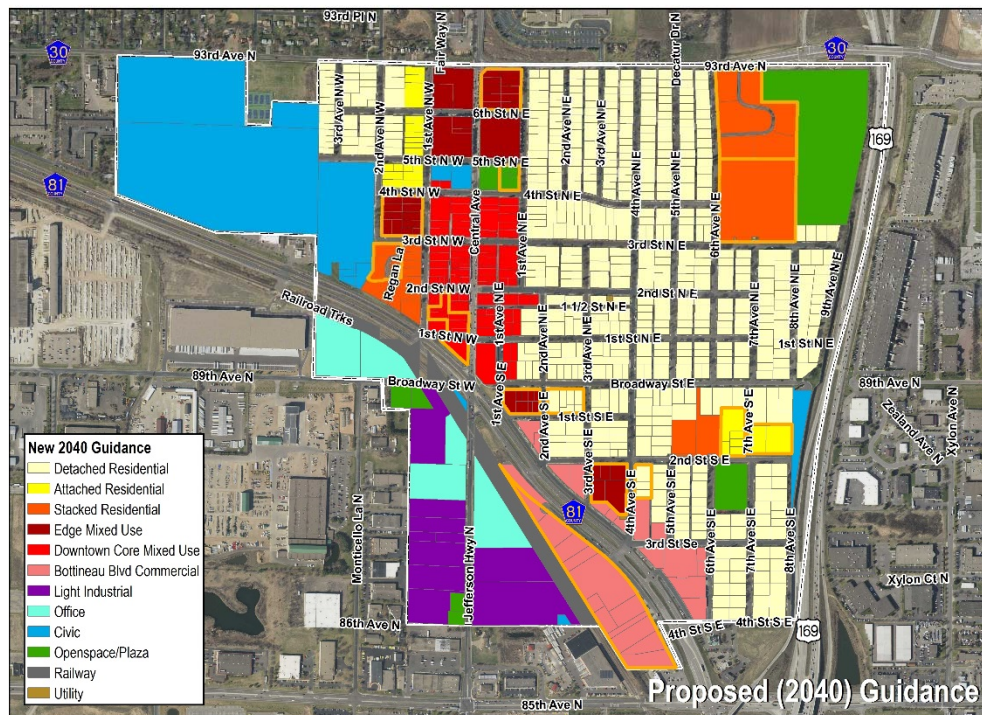 93rd Pl N
Fair Way N
Decatur Dr N
30
COUNTY
93rd Ave N
93rd Ave N
30
COUNTY
3rd Ave N W
2nd Ave N W
1st Ave N W
6th St N E
2nd Ave N E
3rd Ave N E
4th Ave N E
5th Ave N E
6th Ave N E
169
81
COUNTY
5th St N W
5th St N E
4th St N W
Central Ave
4th St N E
3rd St N W
1st Ave N E
3rd St N E
Regan La
2nd St N W
2nd St N E
8th Ave N E
9th Ave N E
Railroad Trks
1 1/2 St N E
7th Ave N E
1st St N W
1st Ave N E
2nd Ave N E
3rd Ave N E
1st St N E
1st St N E
89th Ave N
Broadway St W
Broadway St E
89th Ave N
1st Ave S E
2nd Ave S E
1st St S E
7th Ave S E
Zealand Ave N
Xylon Ave N
3rd Ave S E
2nd St S E
New 2040 Guidance
Detached Residential
Attached Residential
Stacked Residential
Edge Mixed Use
Downtown Core Mixed Use
Bottineau Blvd Commercial
Light Industrial
Office
Civic
Openspace/Plaza
Railway
Utility
Monticello La N
Jefferson Hwy N
81
COUNTY
4th Ave S E
5th Ave S E
3rd St Se
6th Ave S E
7th Ave S E
8th Ave S E
Xylon Ct N
86th Ave N
4th St S E
4th St S E
169
85th Ave N
Proposed (2040) Guidance